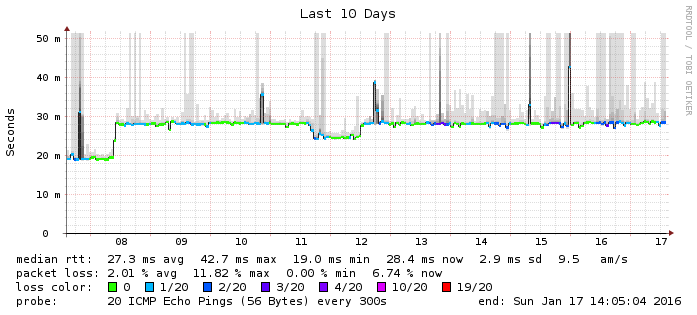 Last 10 Days
RRDTOOL / TOBI OETIKER
Seconds
50 m
40 m
30 m
20 m
10 m
0
08 09 10 11 12 13 14 15 16 17
median rtt: 27.3 ms avg 42.7 ms max 19.0 ms min 28.4 ms now 2.9 ms sd 9.5 am/s
packet loss: 2.01 % avg 11.82 % max 0.00 % min 6.74 % now
loss color: 0 1/20 2/20 3/20 4/20 10/20 19/20
probe: 20 ICMP Echo Pings (56 Bytes) every 300s end: Sun Jan 17 14:05:04 2016